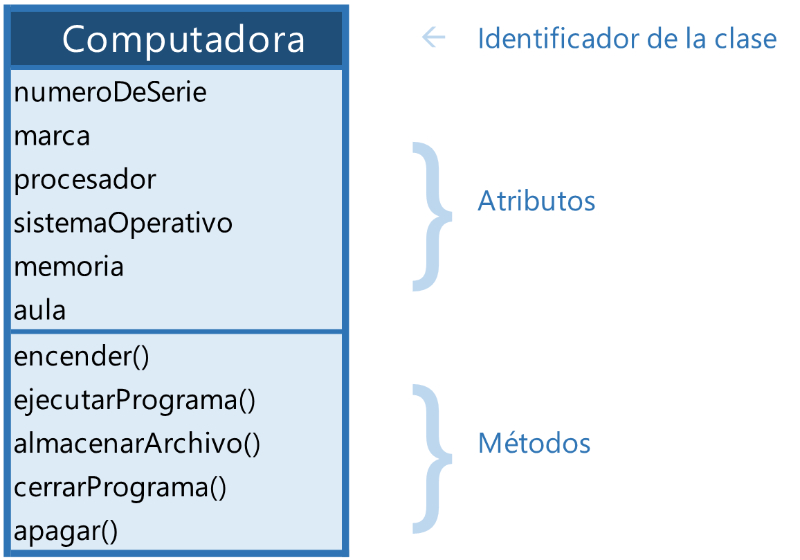 Computadora
← Identificador de la clase
numeroDeSerie
marca
procesador
sistemaOperativo
memoria
aula
} Atributos
encender()
ejecutarPrograma()
almacenarArchivo()
cerrarPrograma()
apagar()
} Métodos